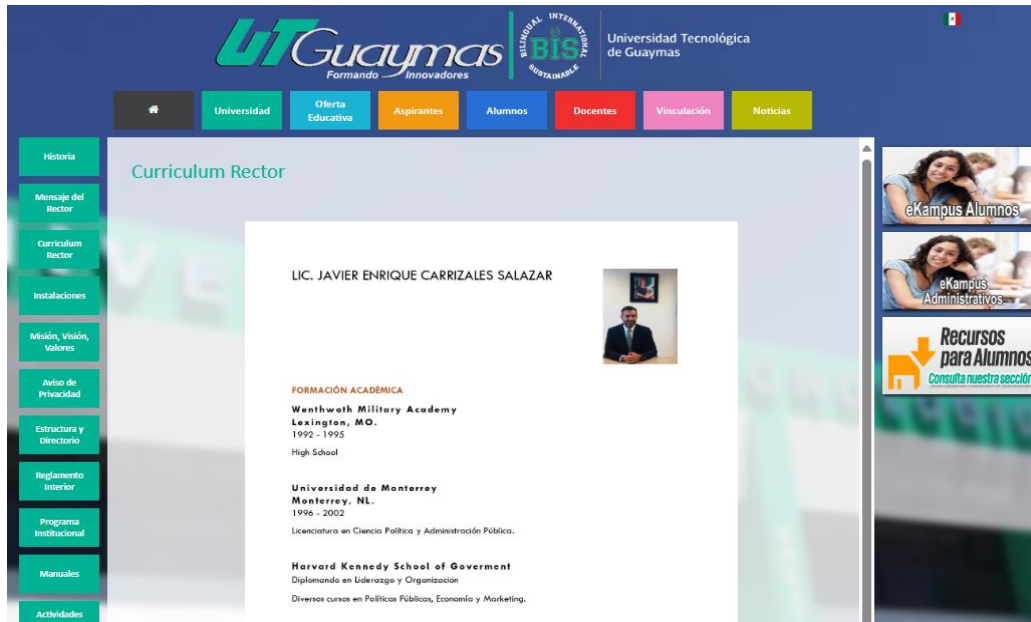 UTGuaymas
Formando Innovadores
BILINGUAL INTERNATIONAL SUSTAINABLE
BIS
Universidad Tecnológica
de Guaymas
Universidad
Oferta
Educativa
Aspirantes
Alumnos
Docentes
Vinculación
Noticias
Historia
Mensaje del
Rector
Curriculum
Rector
Instalaciones
Misión, Visión,
Valores
Aviso de
Privacidad
Estructura y
Directorio
Reglamento
Interior
Programa
Institucional
Manuales
Actividades
Curriculum Rector
LIC. JAVIER ENRIQUE CARRIZALES SALAZAR
FORMACIÓN ACADÉMICA
Wenthwoth Military Academy
Lexington, MO.
1992 - 1995
High School
Universidad de Monterrey
Monterrey, NL.
1996 - 2002
Licenciatura en Ciencia Política y Administración Pública.
Harvard Kennedy School of Goverment
Diplomando en Liderazgo y Organización
Diversos cursos en Políticas Públicas, Economía y Marketing.
eKampus Alumnos
eKampus
Administrativos
Recursos
para Alumnos
Consulta nuestra sección